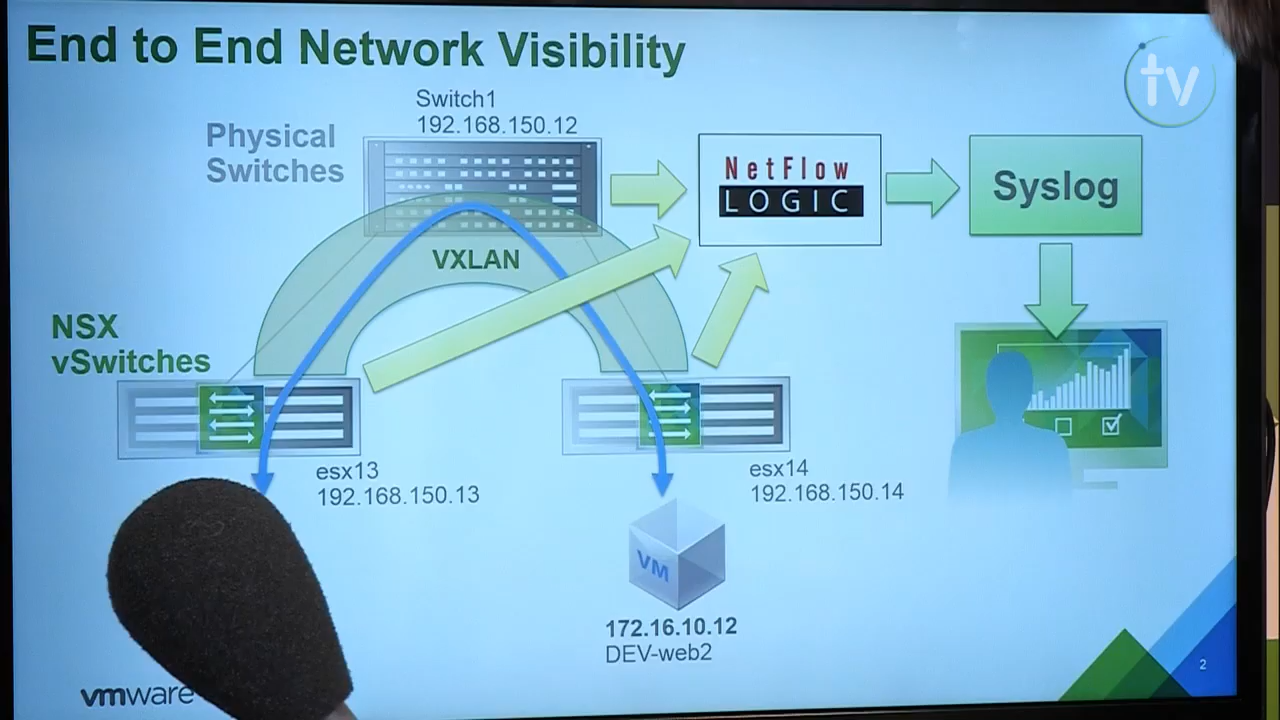 End to End Network Visibility
tv
Switch1
192.168.150.12
Physical
Switches
NetFlow
LOGIC
Syslog
VXLAN
NSX
vSwitches
esx13
192.168.150.13
esx14
192.168.150.14
VM
172.16.10.12
DEV-web2
vmware
2